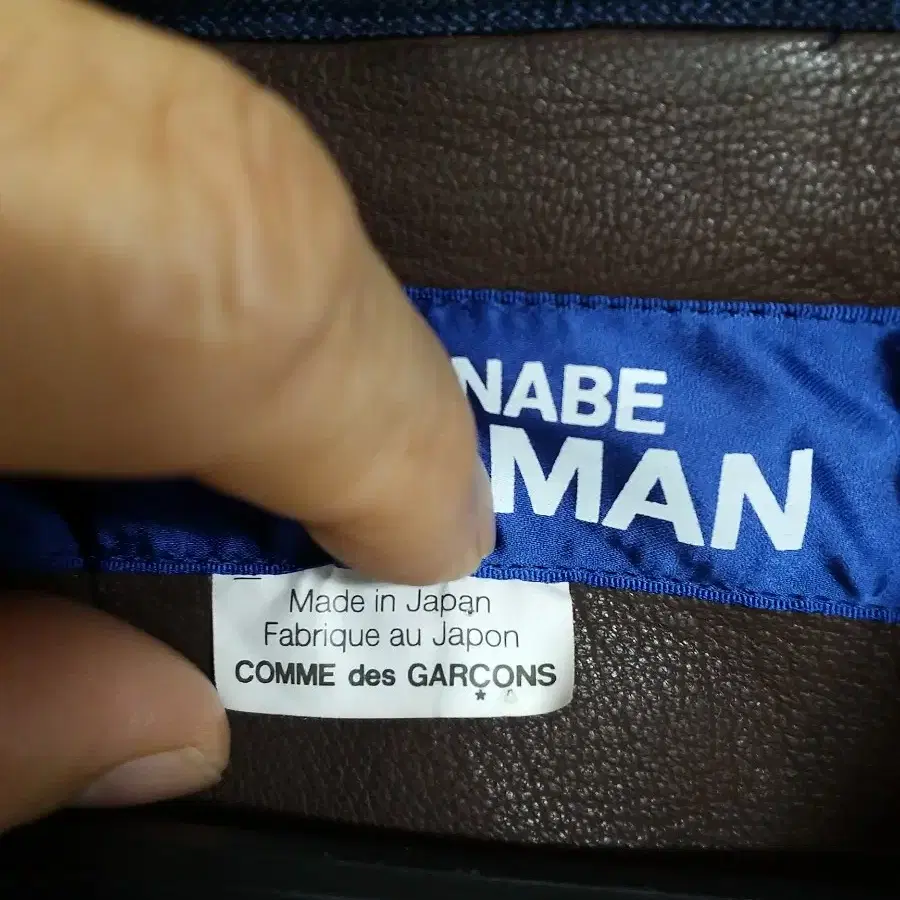 NABE
MAN
Made in Japan
Fabrique au Japon
COMME des GARÇONS